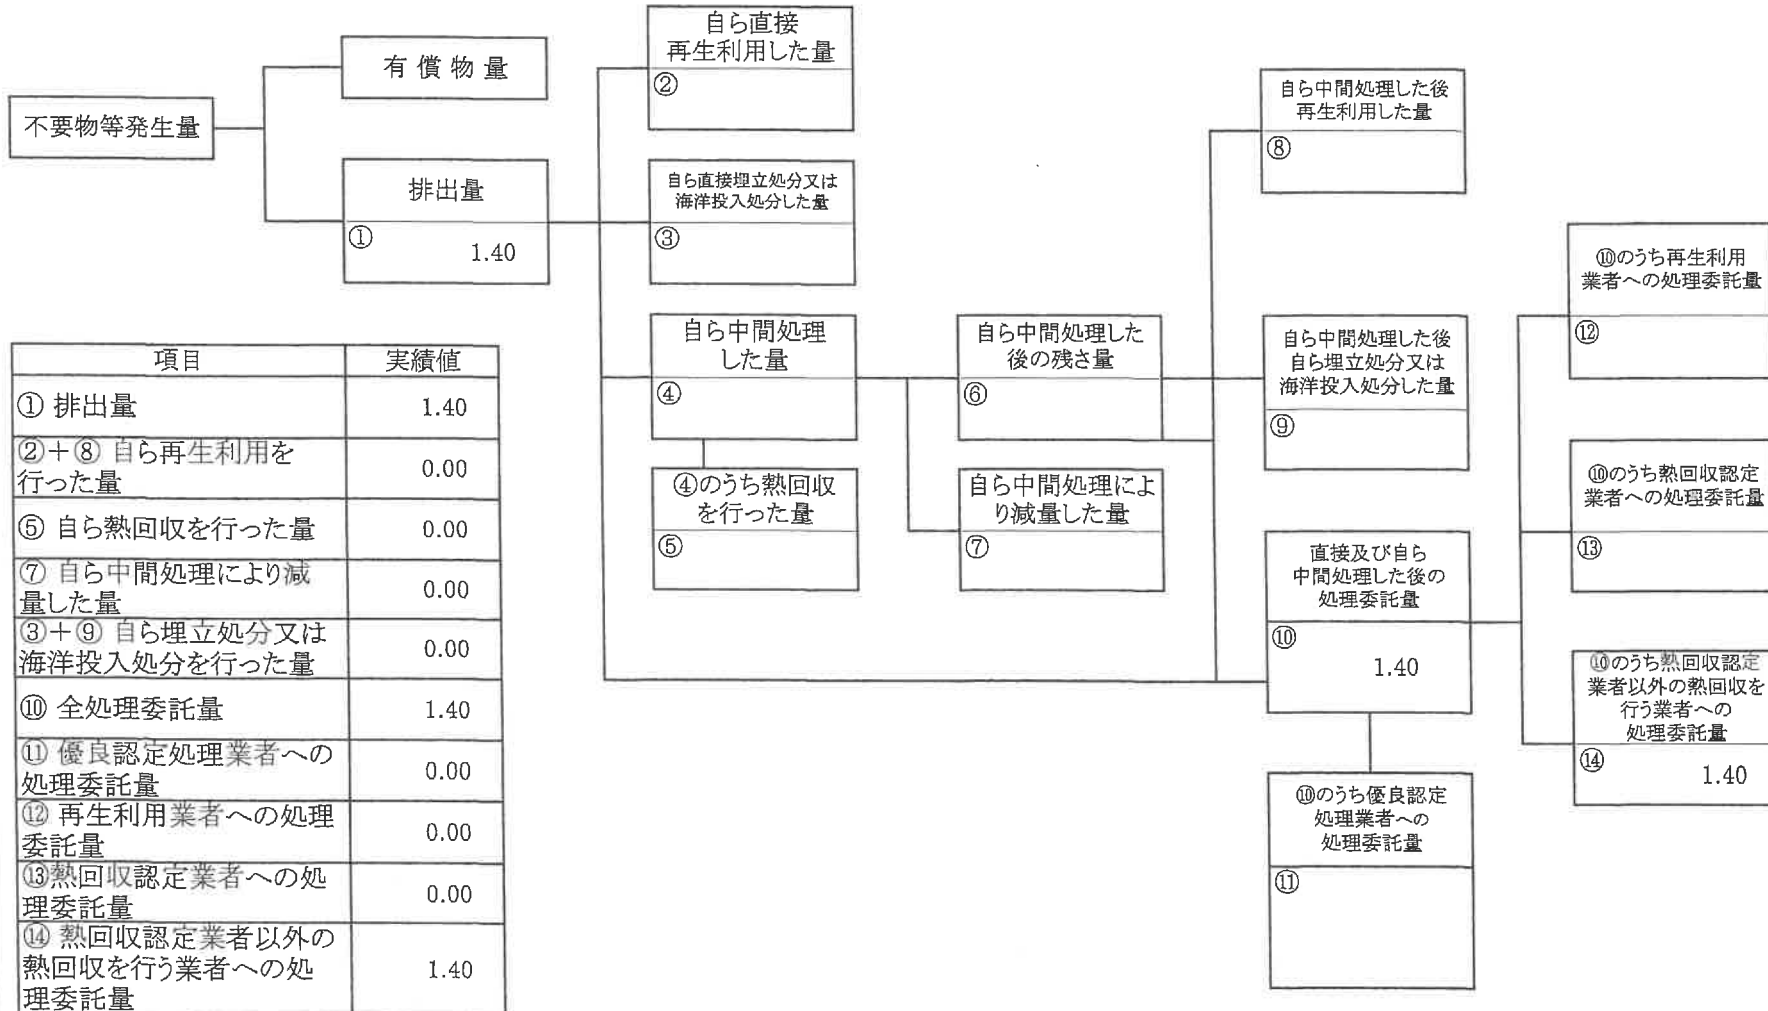 不要物等発生量
有償物量
排出量
①
1.40
自ら直接
再生利用した量
②
自ら直接埋立処分又は
海洋投入処分した量
③
自ら中間処理
した量
④
④のうち熱回収
を行った量
⑤
自ら中間処理した
後の残さ量
⑥
自ら中間処理によ
り減量した量
⑦
自ら中間処理した後
再生利用した量
⑧
自ら中間処理した後
自ら埋立処分又は
海洋投入処分した量
⑨
直接及び自ら
中間処理した後の
処理委託量
⑩
1.40
⑩のうち優良認定
処理業者への
処理委託量
⑪
⑩のうち再生利用
業者への処理委託量
⑫
⑩のうち熱回収認定
業者への処理委託量
⑬
⑩のうち熱回収認定
業者以外の熱回収を
行う業者への
処理委託量
⑭
1.40
項目 実績値
① 排出量 1.40
②＋⑧ 自ら再生利用を
行った量 0.00
⑤ 自ら熱回収を行った量 0.00
⑦ 自ら中間処理により減
量した量 0.00
③＋⑨ 自ら埋立処分又は
海洋投入処分を行った量 0.00
⑩ 全処理委託量 1.40
⑪ 優良認定処理業者への
処理委託量 0.00
⑫ 再生利用業者への処理
委託量 0.00
⑬熱回収認定業者への処
理委託量 0.00
⑭ 熱回収認定業者以外の
熱回収を行う業者への処
理委託量 1.40